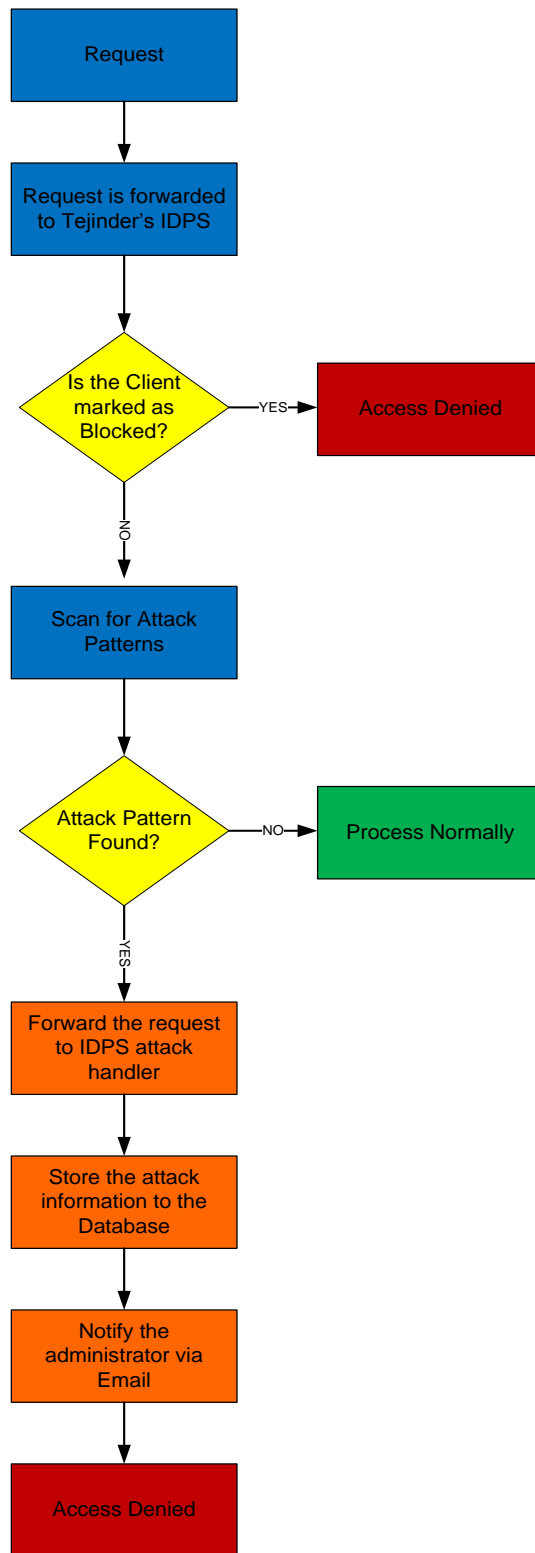 Request
Request is forwarded
to Tejinder's IDPS
Is the Client
marked as
Blocked?
YES
Access Denied
NO
Scan for Attack
Patterns
Attack Pattern
Found?
NO
Process Normally
YES
Forward the request
to IDPS attack
handler
Store the attack
information to the
Database
Notify the
administrator via
Email
Access Denied